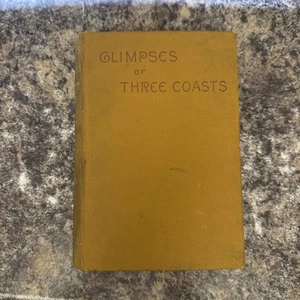 GLIMPSES
OF
THREE COASTS